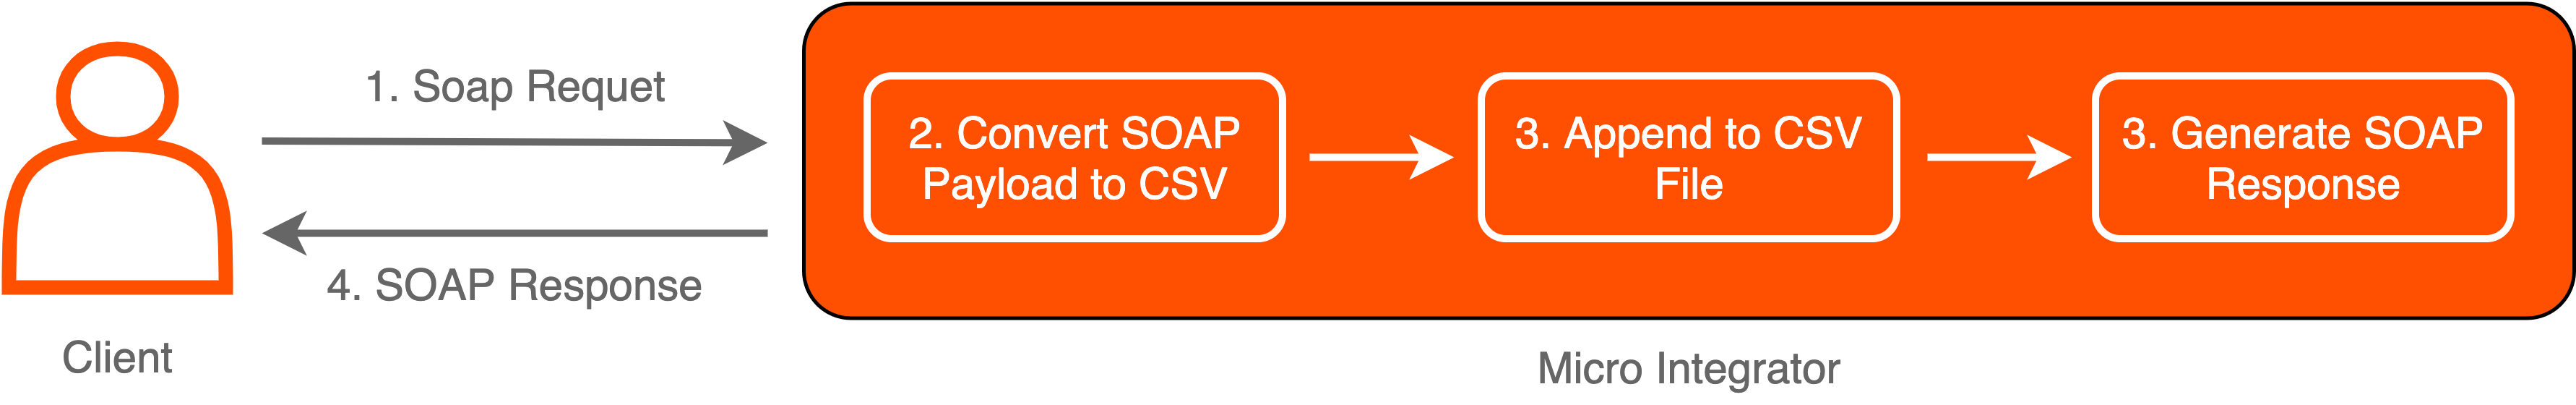 1. Soap Requet
2. Convert SOAP
Payload to CSV
3. Append to CSV
File
3. Generate SOAP
Response
4. SOAP Response
Client
Micro Integrator